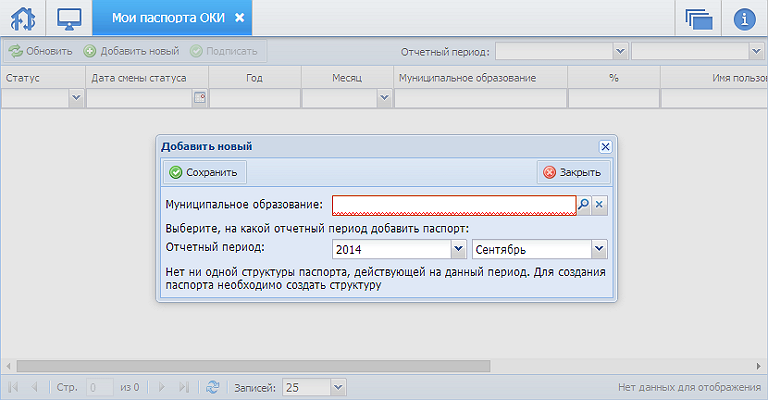 Мои паспорта ОКИ
Обновить Добавить новый Подписать Отчетный период:
Статус Дата смены статуса Год Месяц Муниципальное образование % Имя пользо
Добавить новый
Сохранить Закрыть
Муниципальное образование:
Выберите, на какой отчетный период добавить паспорт:
Отчетный период: 2014 Сентябрь
Нет ни одной структуры паспорта, действующей на данный период. Для создания
паспорта необходимо создать структуру
Стр. 0 из 0 Записей: 25 Нет данных для отображения